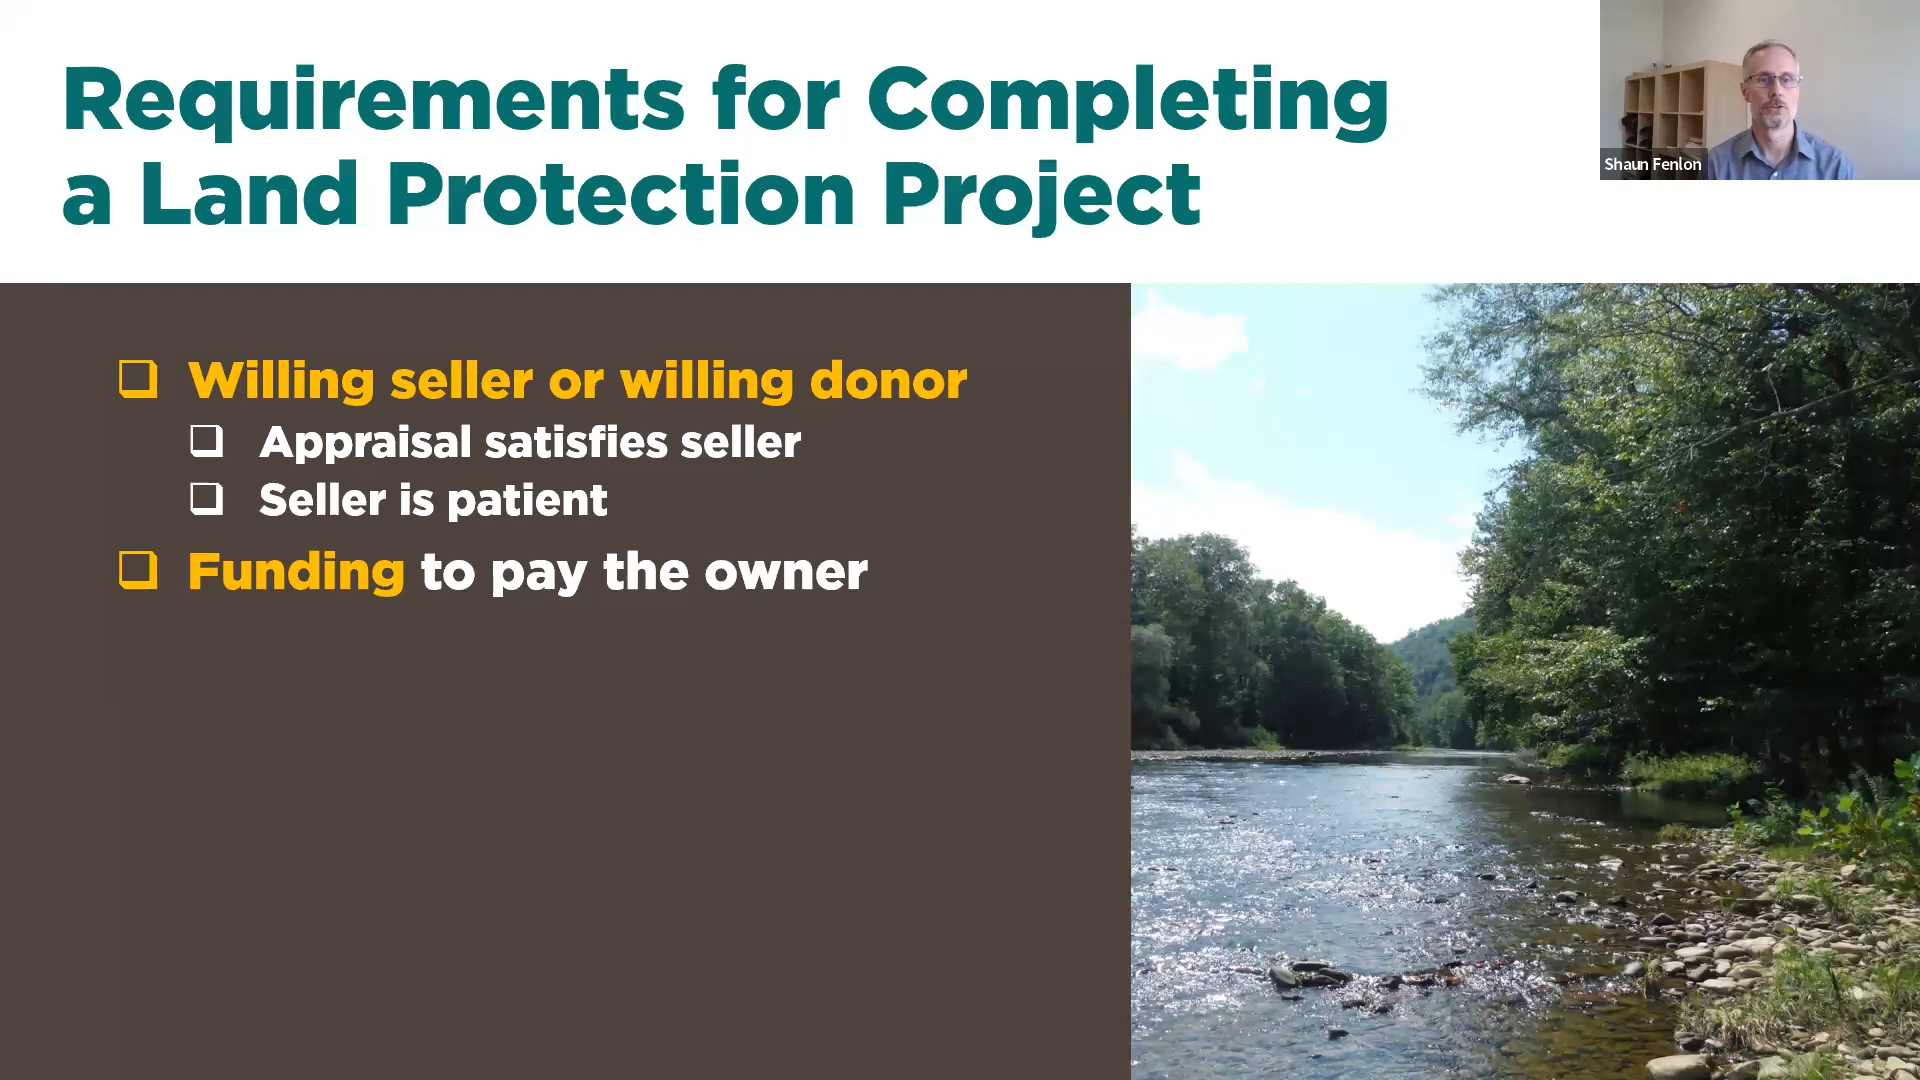 Requirements for Completing
a Land Protection Project
Shaun Fenlon
Willing seller or willing donor
Appraisal satisfies seller
Seller is patient
Funding to pay the owner